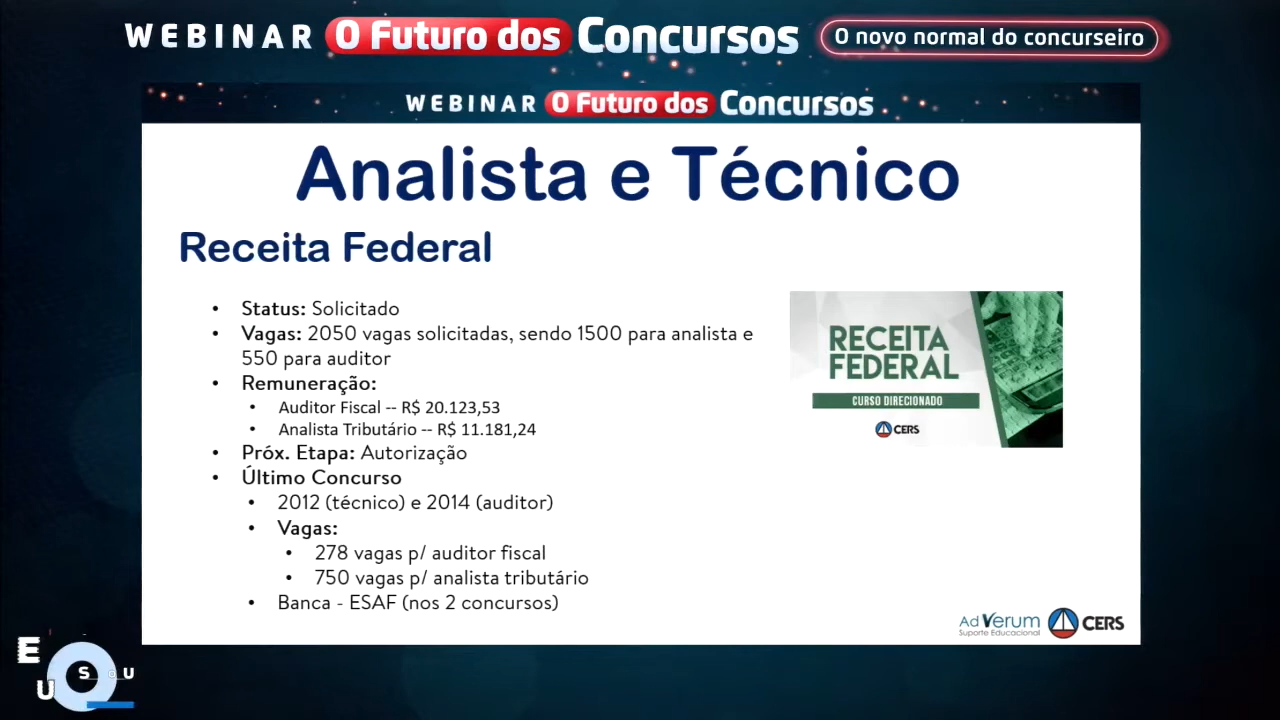 WEBINAR O Futuro dos Concursos
O novo normal do concurseiro
WEBINAR O Futuro dos Concursos
Analista e Técnico
Receita Federal
• Status: Solicitado
• Vagas: 2050 vagas solicitadas, sendo 1500 para analista e
550 para auditor
• Remuneração:
• Auditor Fiscal -- R$ 20.123,53
• Analista Tributário -- R$ 11.181,24
• Próx. Etapa: Autorização
• Último Concurso
• 2012 (técnico) e 2014 (auditor)
• Vagas:
• 278 vagas p/ auditor fiscal
• 750 vagas p/ analista tributário
• Banca - ESAF (nos 2 concursos)
RECEITA
FEDERAL
CURSO DIRECIONADO
CERS
Ad Verum
Suporte Educacional
CERS